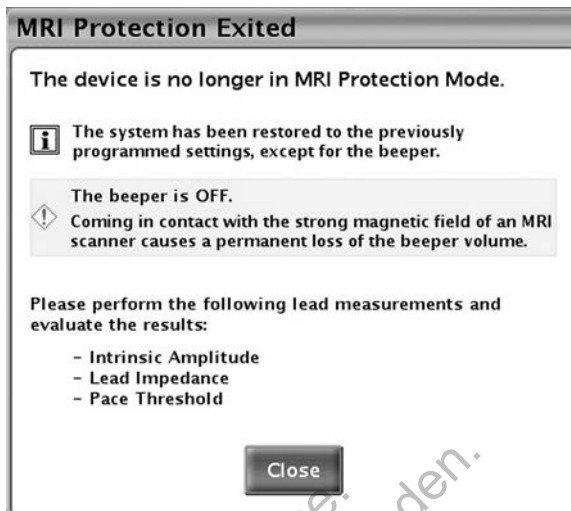 MRI Protection Exited
The device is no longer in MRI Protection Mode.
i The system has been restored to the previously
programmed settings, except for the beeper.
The beeper is OFF.
! Coming in contact with the strong magnetic field of an MRI
scanner causes a permanent loss of the beeper volume.
Please perform the following lead measurements and
evaluate the results:
- Intrinsic Amplitude
- Lead Impedance
- Pace Threshold
Close
den.